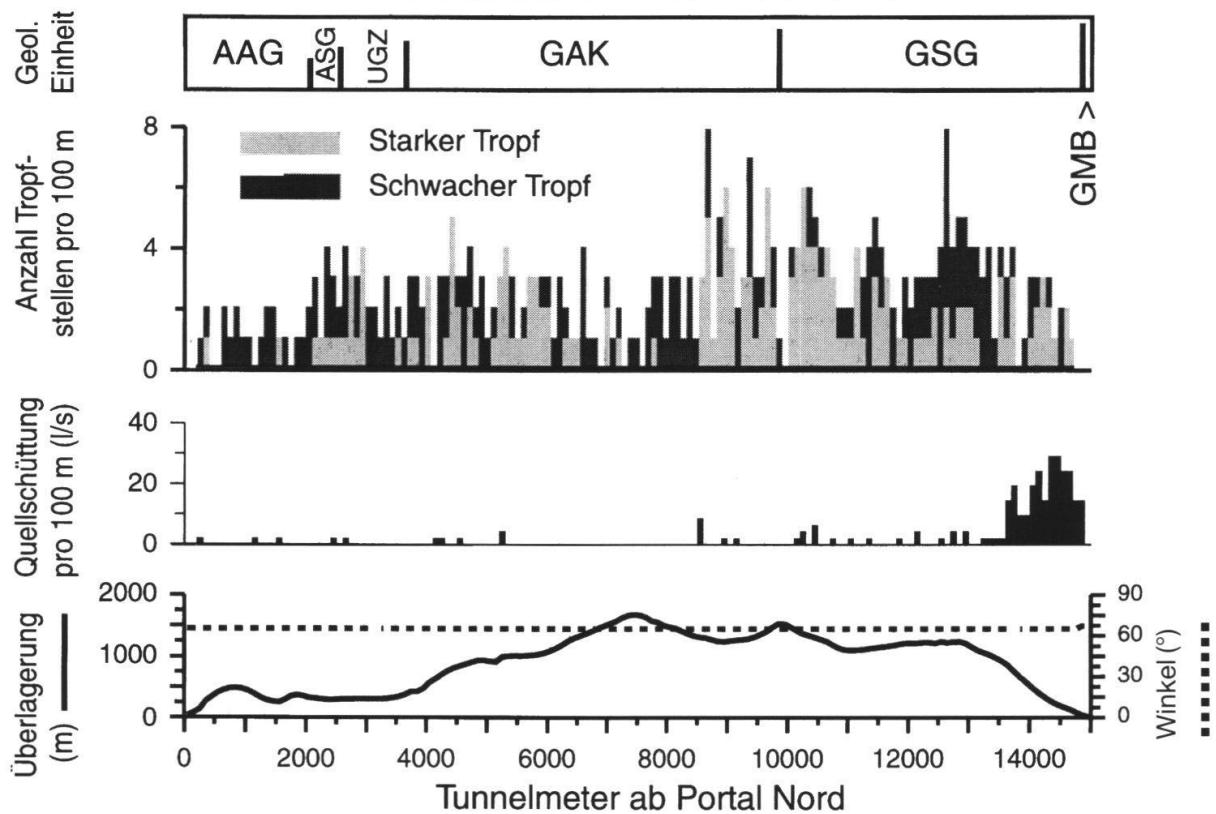 Geol.
Einheit
AAG
ASG
UGZ
GAK
GSG
GMB >
Anzahl Tropf-
stellen pro 100 m
8
4
0
Starker Tropf
Schwacher Tropf
Quellschüttung
pro 100 m (l/s)
40
20
0
Überlagerung
(m)
2000
1000
0
90
60
30
0
Winkel (°)
0
2000
4000
6000
8000
10000
12000
14000
Tunnelmeter ab Portal Nord